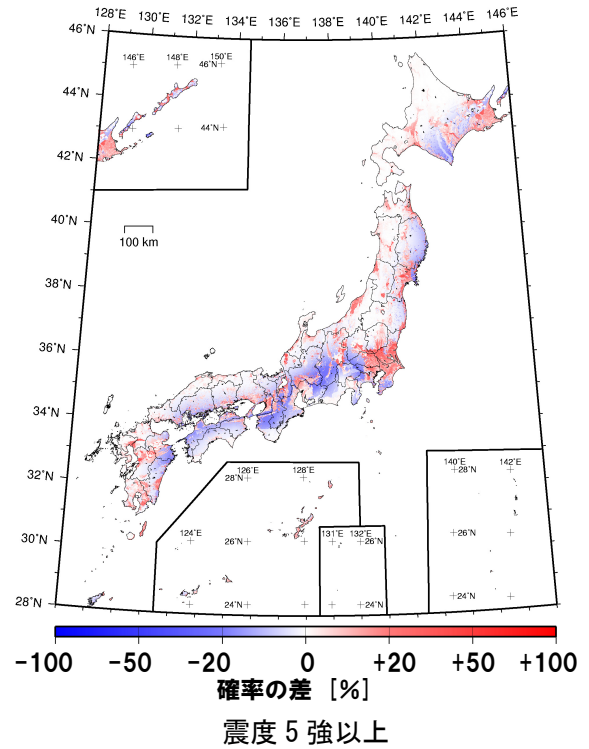 128°E 130°E 132°E 134°E 136°E 138°E 140°E 142°E 144°E 146°E
46°N
146°E 148°E 150°E
46°N
44°N
44°N
42°N
40°N
100 km
38°N
36°N
34°N
32°N
126°E 128°E
28°N
140°E 142°E
28°N
124°E
131°E 132°E
30°N
26°N
26°N
26°N
28°N
24°N
24°N
24°N
-100 -50 -20 0 +20 +50 +100
確率の差 [%]
震度5強以上